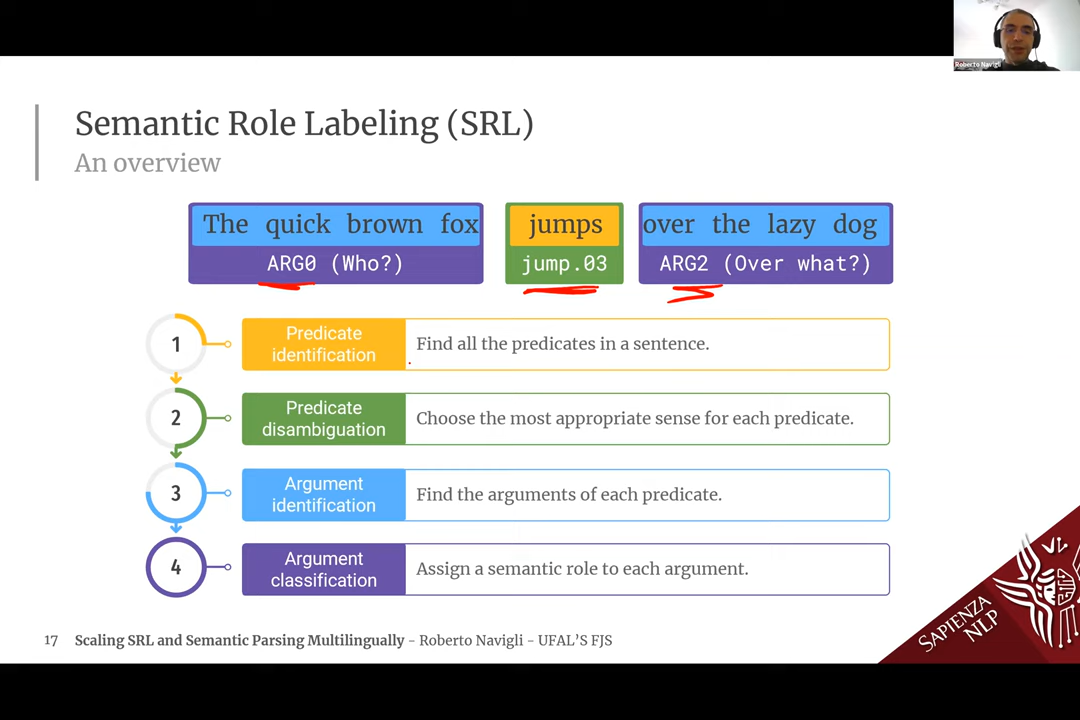 Roberto Navigli
Semantic Role Labeling (SRL)
An overview
The quick brown fox jumps over the lazy dog
ARG0 (Who?) jump.03 ARG2 (Over what?)
1 Predicate identification Find all the predicates in a sentence.
2 Predicate disambiguation Choose the most appropriate sense for each predicate.
3 Argument identification Find the arguments of each predicate.
4 Argument classification Assign a semantic role to each argument.
17 Scaling SRL and Semantic Parsing Multilingually - Roberto Navigli - UFAL'S FJS
SAPIENZA
NLP